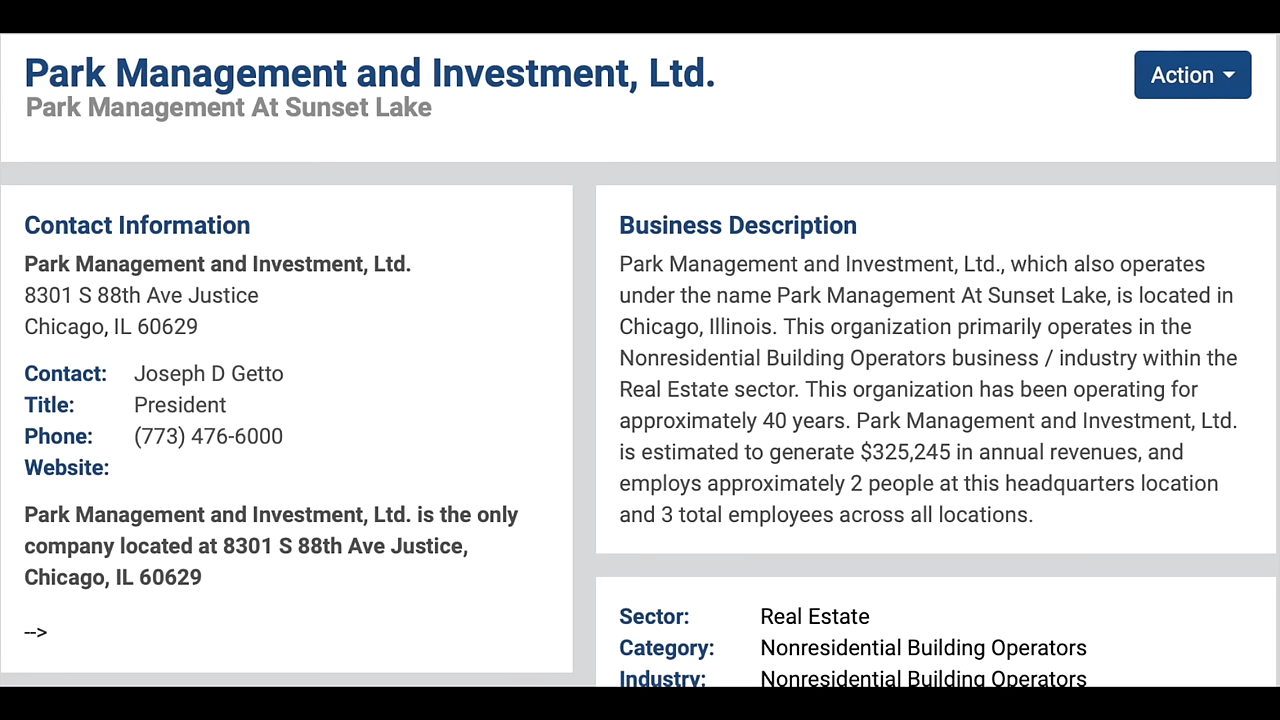 Park Management and Investment, Ltd.
Park Management At Sunset Lake
Action
Contact Information
Park Management and Investment, Ltd.
8301 S 88th Ave Justice
Chicago, IL 60629
Contact: Joseph D Getto
Title: President
Phone: (773) 476-6000
Website:
Park Management and Investment, Ltd. is the only
company located at 8301 S 88th Ave Justice,
Chicago, IL 60629
-->
Business Description
Park Management and Investment, Ltd., which also operates
under the name Park Management At Sunset Lake, is located in
Chicago, Illinois. This organization primarily operates in the
Nonresidential Building Operators business / industry within the
Real Estate sector. This organization has been operating for
approximately 40 years. Park Management and Investment, Ltd.
is estimated to generate $325,245 in annual revenues, and
employs approximately 2 people at this headquarters location
and 3 total employees across all locations.
Sector: Real Estate
Category: Nonresidential Building Operators
Industry: Nonresidential Building Operators